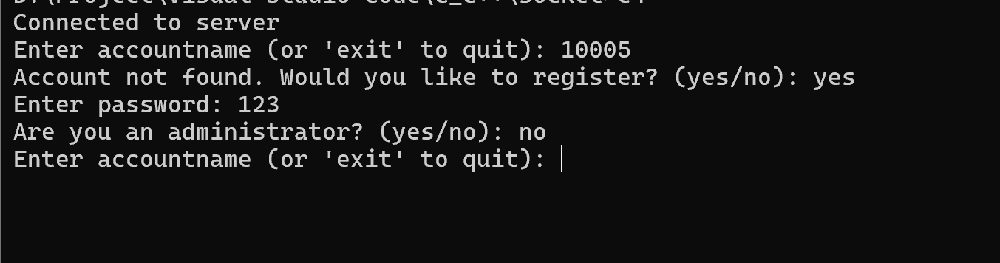 Connected to server
Enter accountname (or 'exit' to quit): 10005
Account not found. Would you like to register? (yes/no): yes
Enter password: 123
Are you an administrator? (yes/no): no
Enter accountname (or 'exit' to quit):